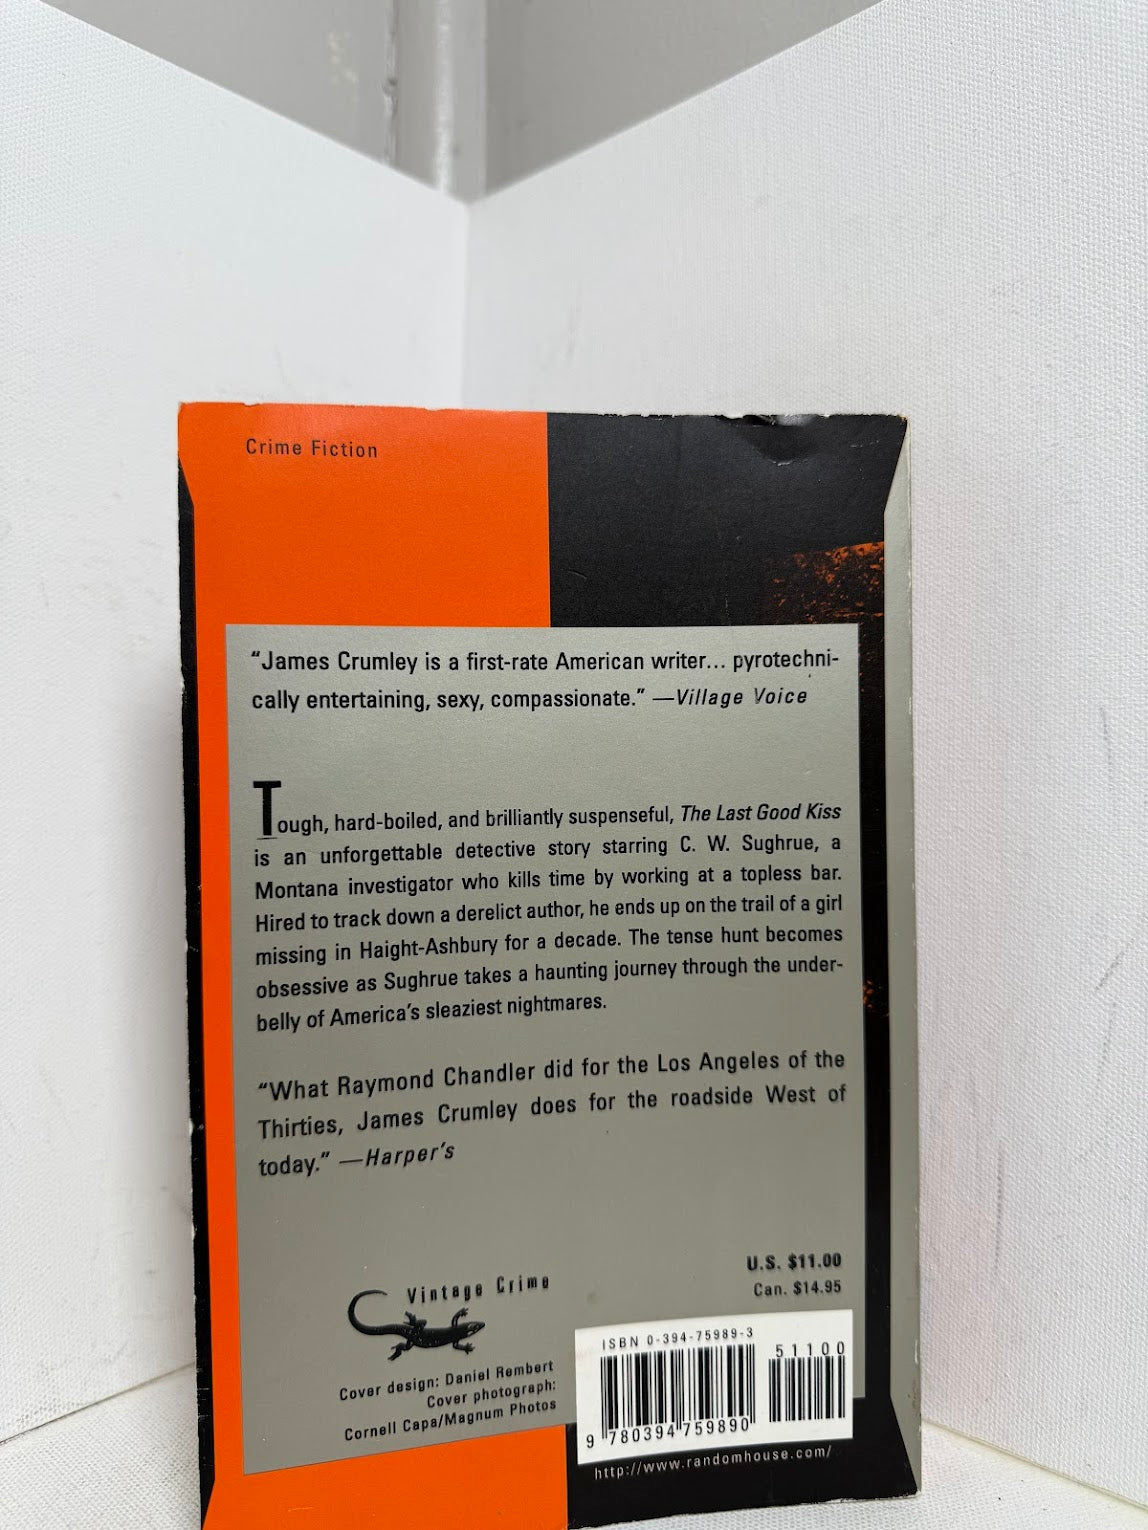 Crime Fiction
“James Crumley is a first-rate American writer... pyrotechni-
cally entertaining, sexy, compassionate.” —Village Voice
Tough, hard-boiled, and brilliantly suspenseful, The Last Good Kiss
is an unforgettable detective story starring C. W. Sughrue, a
Montana investigator who kills time by working at a topless bar.
Hired to track down a derelict author, he ends up on the trail of a girl
missing in Haight-Ashbury for a decade. The tense hunt becomes
obsessive as Sughrue takes a haunting journey through the under-
belly of America’s sleaziest nightmares.
“What Raymond Chandler did for the Los Angeles of the
Thirties, James Crumley does for the roadside West of
today.” —Harper’s
U.S. $11.00
Can. $14.95
Vintage Crime
Cover design: Daniel Rembert
Cover photograph:
Cornell Capa/Magnum Photos
ISBN 0-394-75989-3
51100
9 780394 759890
http://www.randomhouse.com/